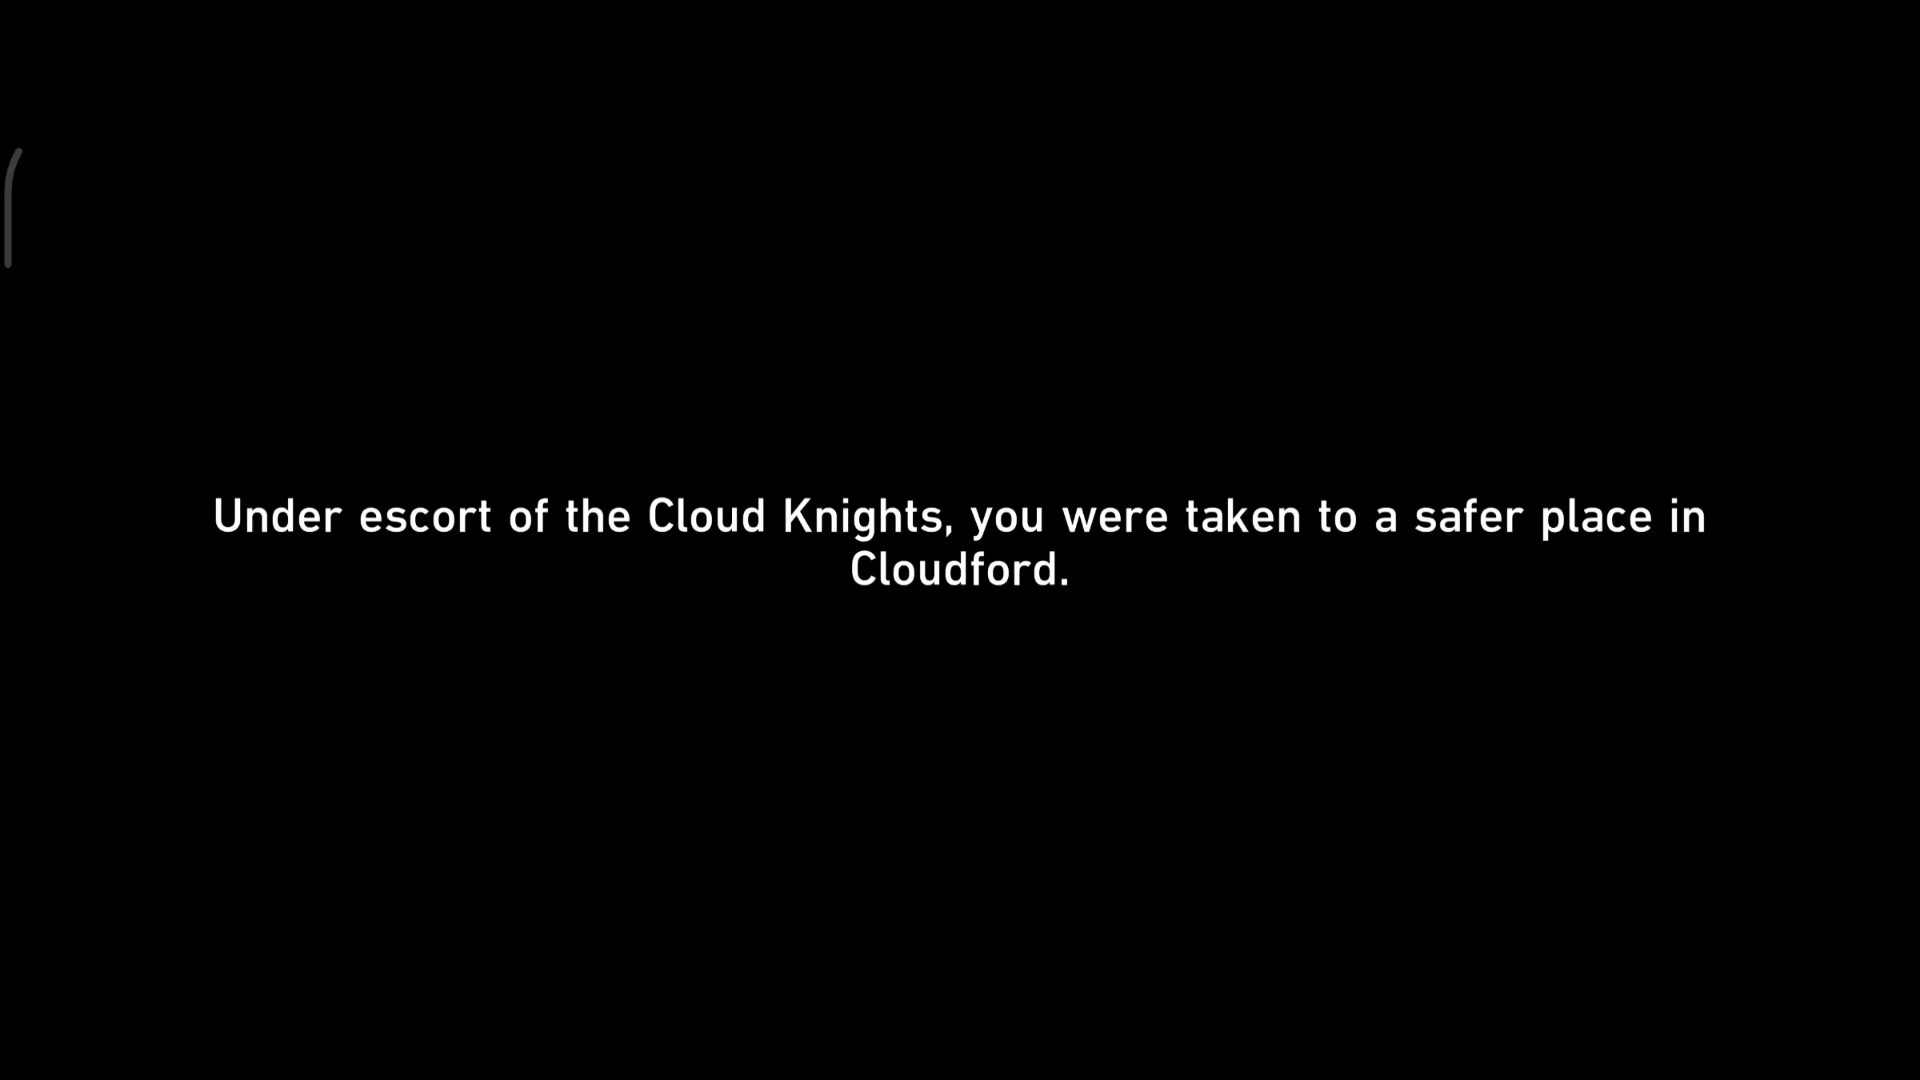 Under escort of the Cloud Knights, you were taken to a safer place in
Cloudford.